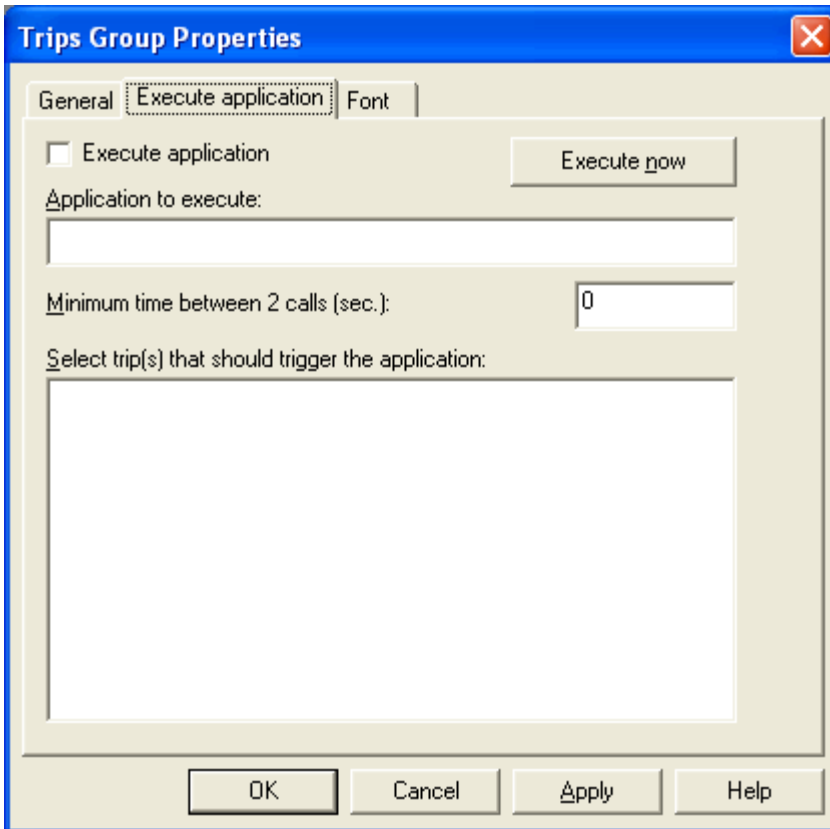 Trips Group Properties
General Execute application Font
Execute application Execute now
Application to execute:
Minimum time between 2 calls (sec.): 0
Select trip(s) that should trigger the application:
OK Cancel Apply Help